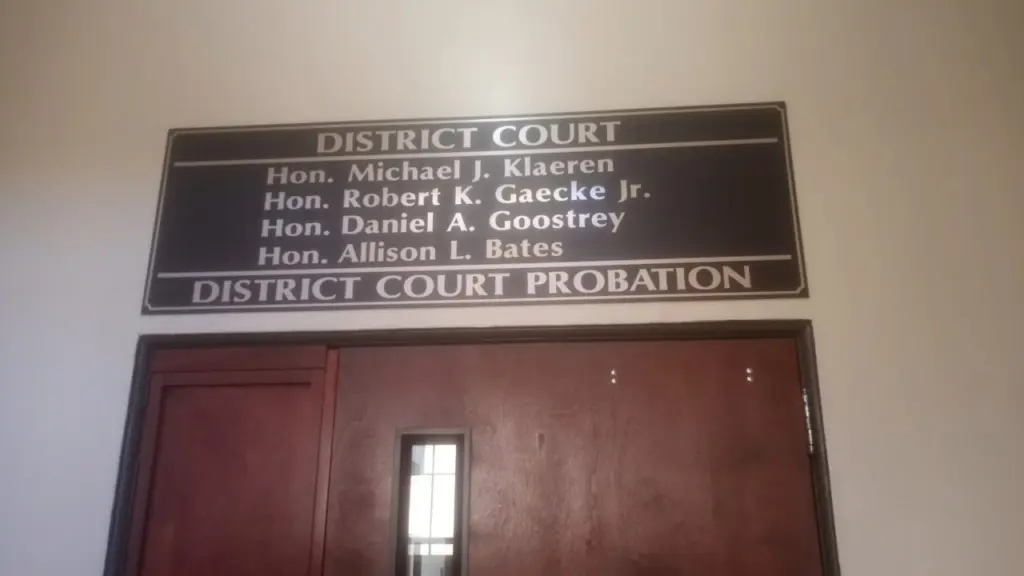 DISTRICT COURT
Hon. Michael J. Klaeren
Hon. Robert K. Gaecke Jr.
Hon. Daniel A. Goostrey
Hon. Allison L. Bates
DISTRICT COURT PROBATION